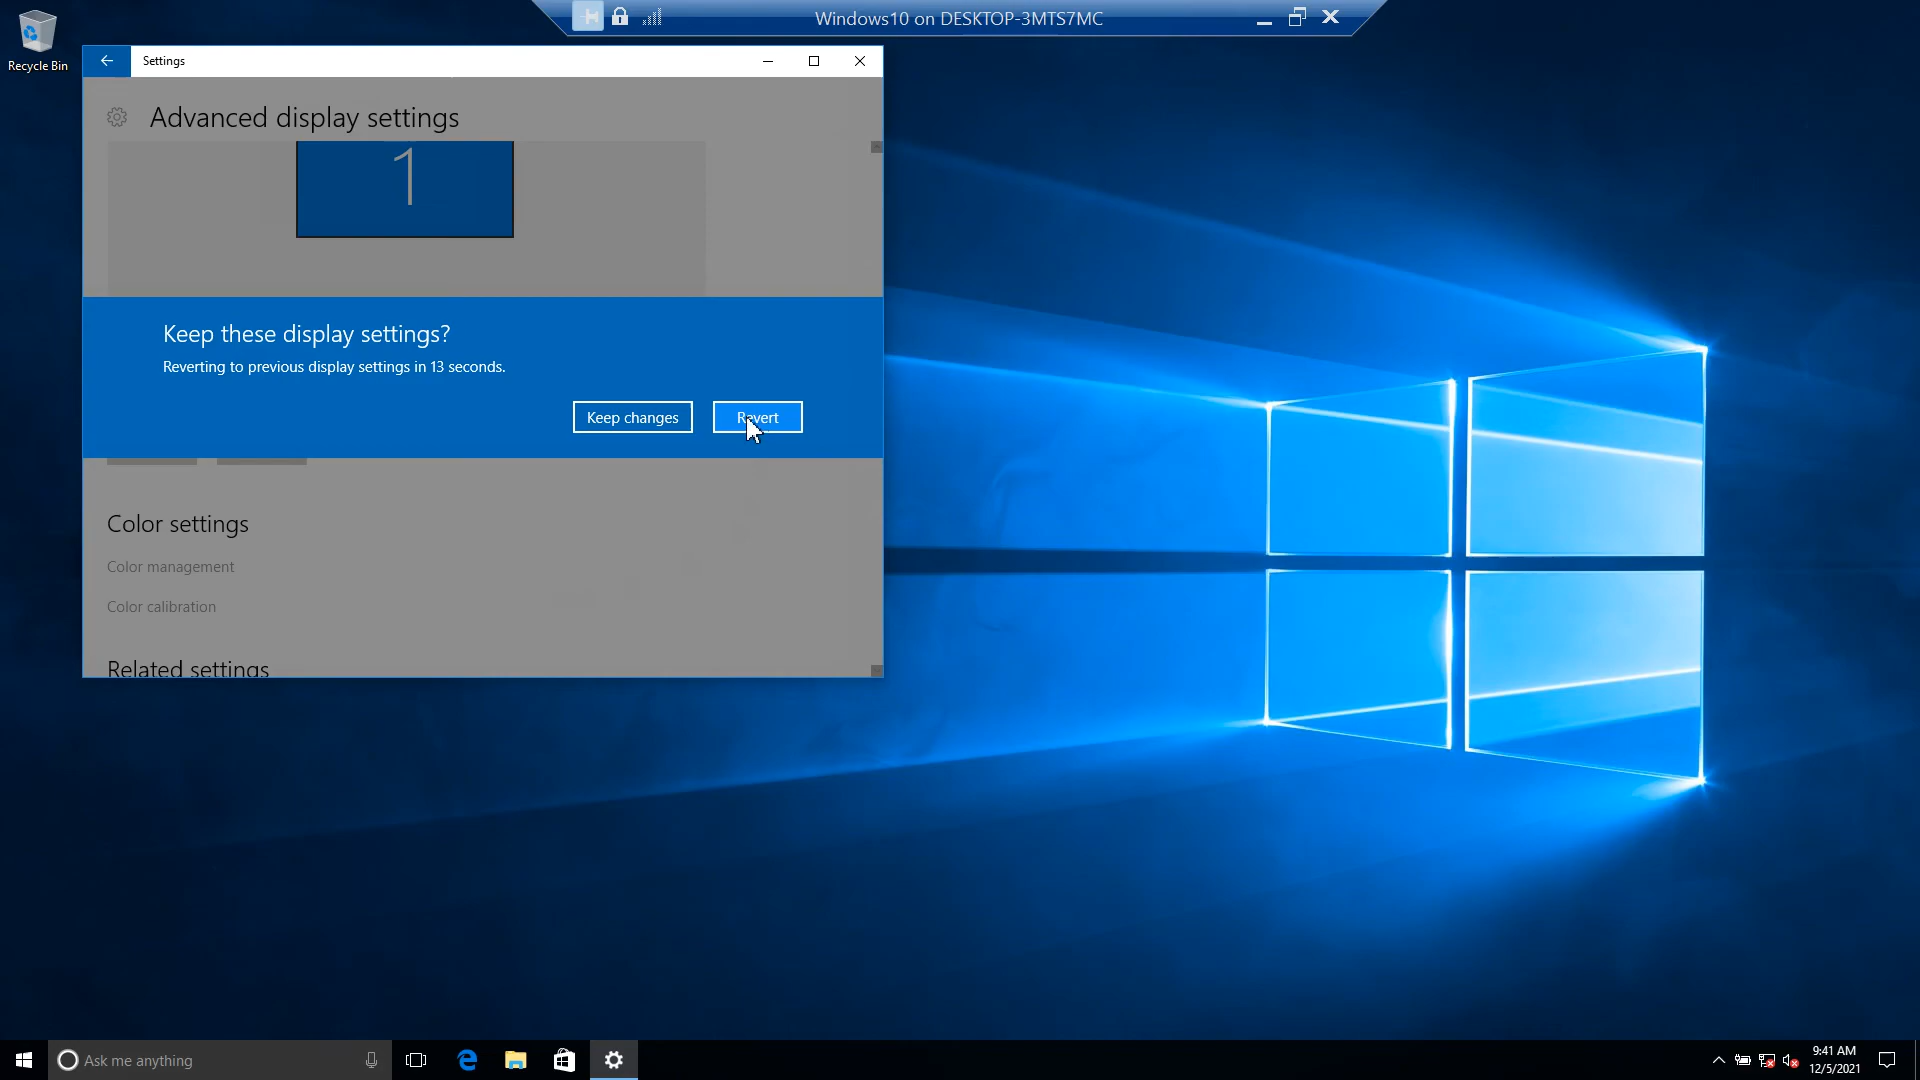 Windows10 on DESKTOP-3MTS7MC
Recycle Bin
Settings
Advanced display settings
1
Keep these display settings?
Reverting to previous display settings in 13 seconds.
Keep changes
Revert
Color settings
Color management
Color calibration
Related settings
Ask me anything
9:41 AM
12/5/2021